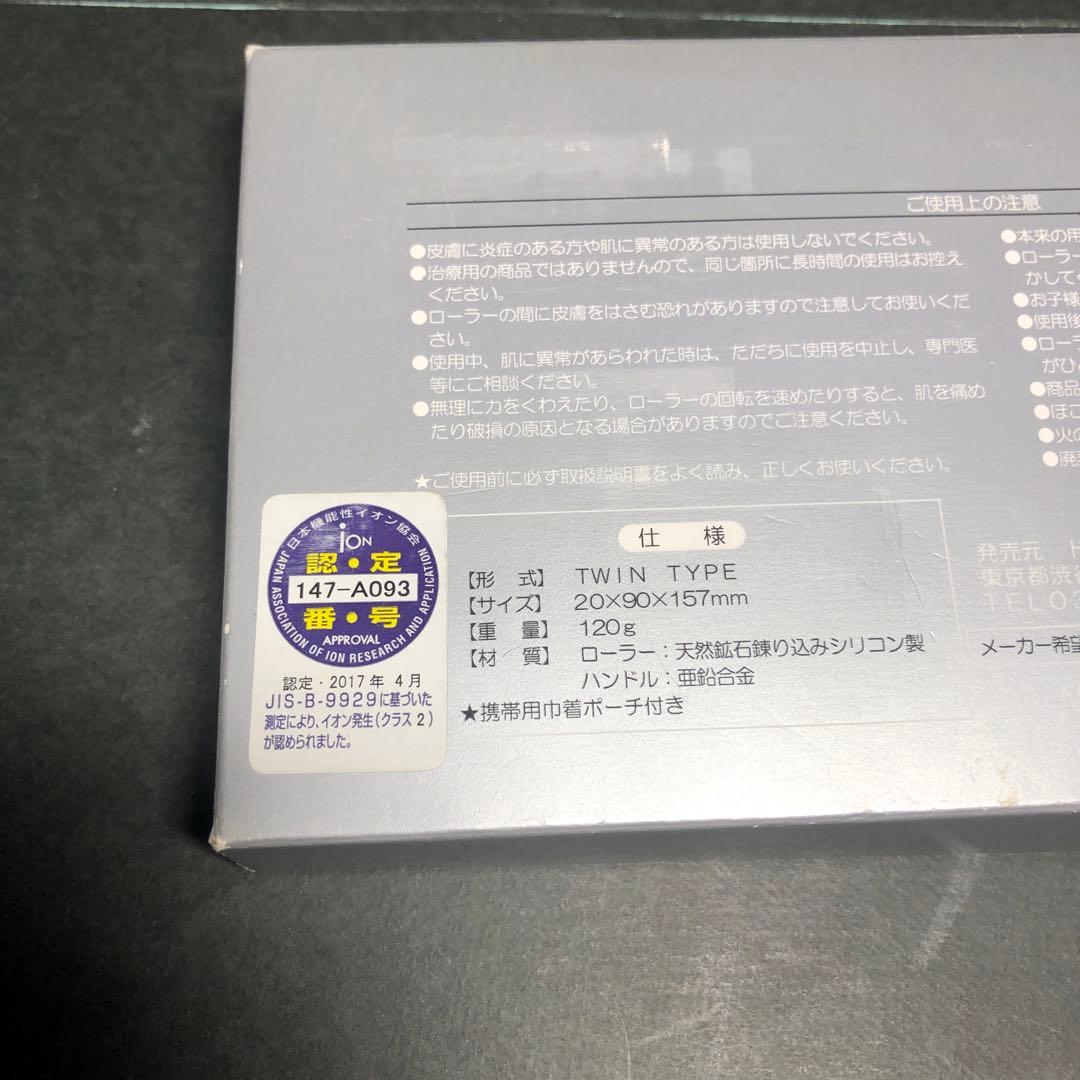 ご使用上の注意
●皮膚に炎症のある方や肌に異常のある方は使用しないでください。
●治療用の商品ではありませんので、同じ箇所に長時間の使用はお控え
ください。
●ローラーの間に皮膚をはさむ恐れがありますので注意してお使いくだ
さい。
●使用中、肌に異常があらわれた時は、ただちに使用を中止し、専門医
等にご相談ください。
●無理に力をくわえたり、ローラーの回転を速めたりすると、肌を痛め
たり破損の原因となる場合がありますのでご注意ください。
★ご使用前に必ず取扱説明書をよく読み、正しくお使いください。
●本来の用
●ローラー
かして
●お子様
●使用後
●ローラ
がひ
●商品
●ほこ
●火の
●廃
仕 様
【形 式】 TWIN TYPE
【サイズ】 20×90×157mm
【重 量】 120g
【材 質】 ローラー：天然鉱石錬り込みシリコン製
ハンドル：亜鉛合金
★携帯用巾着ポーチ付き
発売元
東京都渋谷
TEL03
メーカー希望
日本機能性イオン協会
iON
認・定
147-A093
番・号
APPROVAL
JAPAN ASSOCIATION OF ION RESEARCH AND APPLICATION
認定・2017年 4月
JIS-B-9929に基づいた
測定により、イオン発生(クラス2)
が認められました。